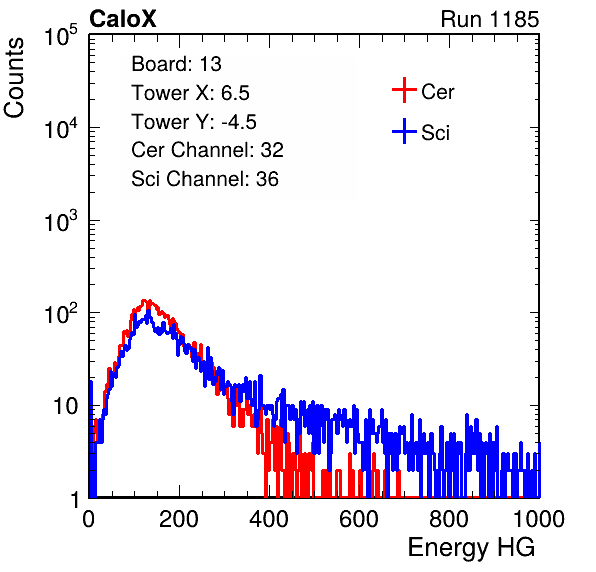 CaloX Run 1185
Counts
Board: 13
Tower X: 6.5
Tower Y: -4.5
Cer Channel: 32
Sci Channel: 36
Cer
Sci
10^5
10^4
10^3
10^2
10
1
0 200 400 600 800 1000
Energy HG